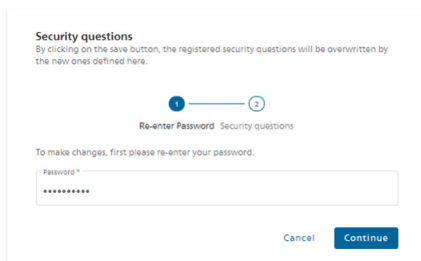 Security questions
By clicking on the save button, the registered security questions will be overwritten by
the new ones defined here.
1 2
Re-enter Password Security questions
To make changes, first please re-enter your password.
Password *
••••••••••
Cancel Continue